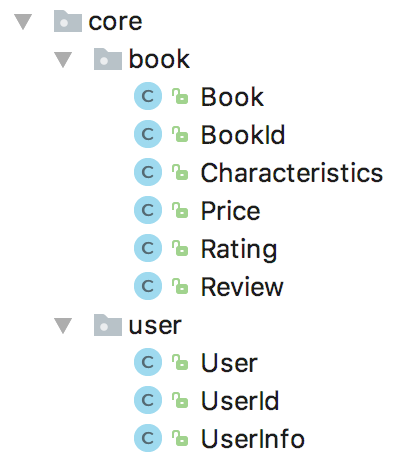 core
book
C Book
C BookId
C Characteristics
C Price
C Rating
C Review
user
C User
C UserId
C UserInfo